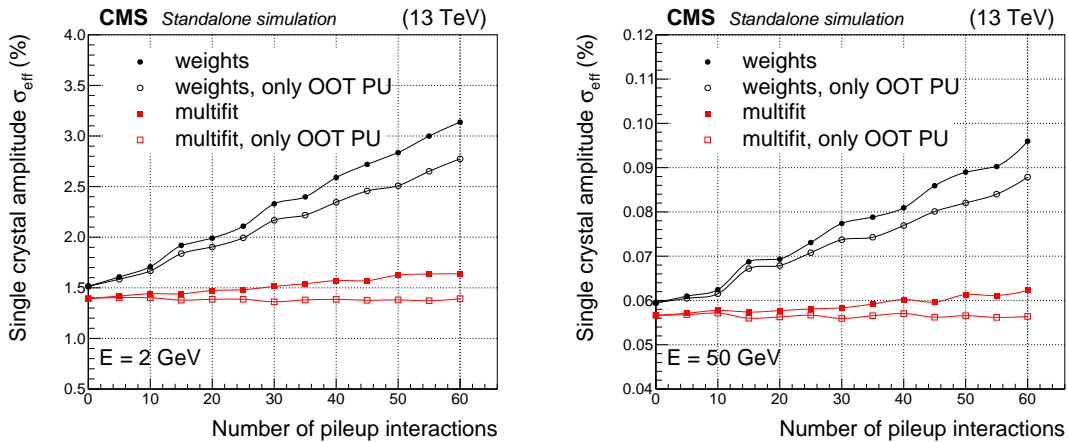 CMS Standalone simulation (13 TeV)
Single crystal amplitude σeff (%)
4.0
3.5
3.0
2.5
2.0
1.5
1.0
0.5
weights
weights, only OOT PU
multifit
multifit, only OOT PU
E = 2 GeV
0 10 20 30 40 50 60
Number of pileup interactions
CMS Standalone simulation (13 TeV)
Single crystal amplitude σeff (%)
0.12
0.11
0.10
0.09
0.08
0.07
0.06
0.05
0.04
weights
weights, only OOT PU
multifit
multifit, only OOT PU
E = 50 GeV
0 10 20 30 40 50 60
Number of pileup interactions